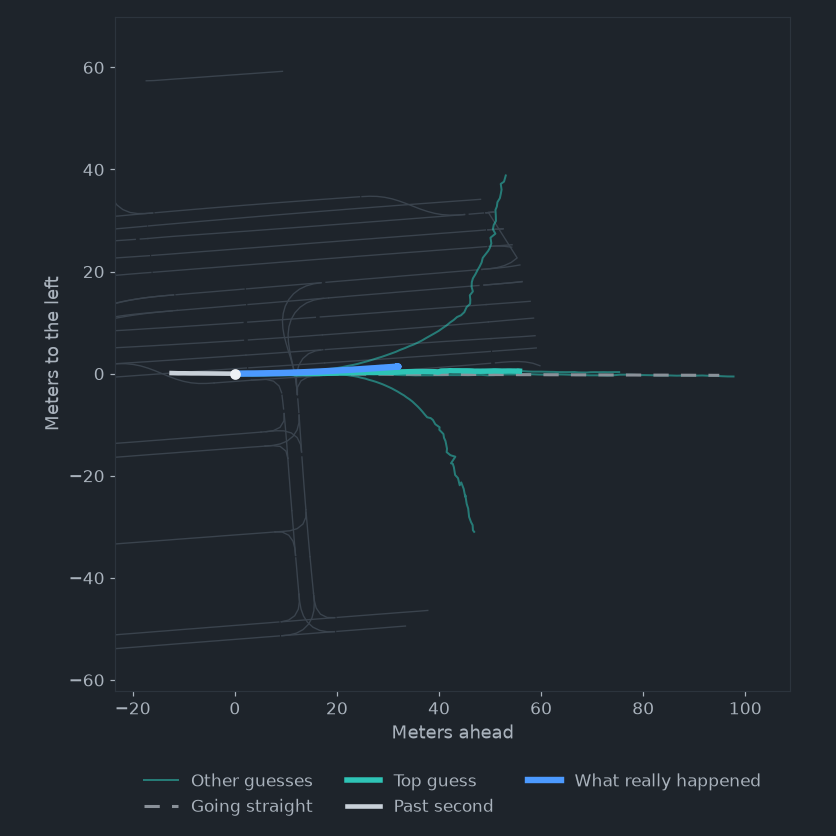 60
40
20
0
−20
−40
−60
Meters to the left
−20 0 20 40 60 80 100
Meters ahead
Other guesses Top guess What really happened
Going straight Past second